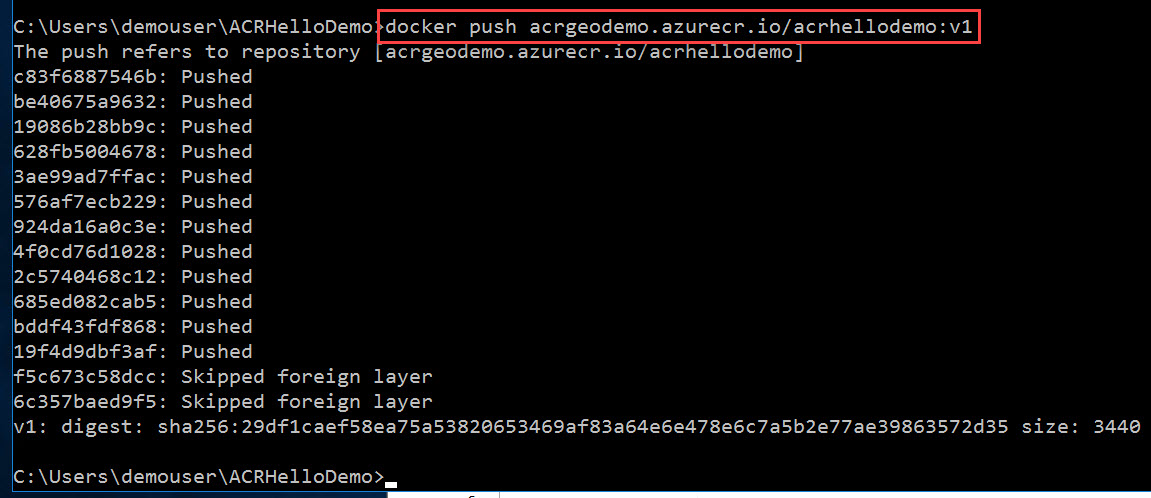 C:\Users\demouser\ACRHelloDemo>docker push acrgeodemo.azurecr.io/acrhellodemo:v1
The push refers to repository [acrgeodemo.azurecr.io/acrhellodemo]
c83f6887546b: Pushed
be40675a9632: Pushed
19086b28bb9c: Pushed
628fb5004678: Pushed
3ae99ad7ffac: Pushed
576af7ecb229: Pushed
924da16a0c3e: Pushed
4f0cd76d1028: Pushed
2c5740468c12: Pushed
685ed082cab5: Pushed
bddf43fdf868: Pushed
19f4d9dbf3af: Pushed
f5c673c58dcc: Skipped foreign layer
6c357baed9f5: Skipped foreign layer
v1: digest: sha256:29df1caef58ea75a53820653469af83a64e6e478e6c7a5b2e77ae39863572d35 size: 3440
C:\Users\demouser\ACRHelloDemo>